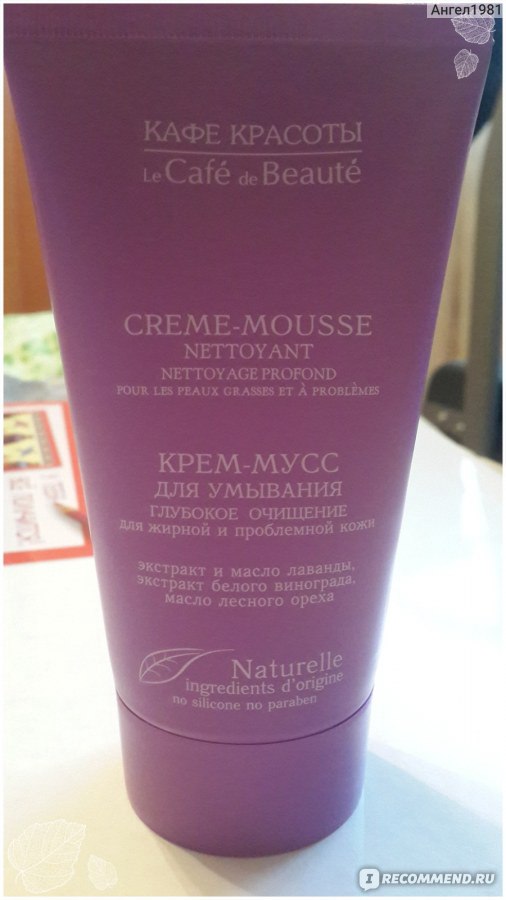 Ангел1981
КАФЕ КРАСОТЫ
Le Café de Beauté
CREME-MOUSSE
NETTOYANT
NETTOYAGE PROFOND
POUR LES PEAUX GRASSES ET À PROBLÈMES
КРЕМ-МУСС
ДЛЯ УМЫВАНИЯ
ГЛУБОКОЕ ОЧИЩЕНИЕ
для жирной и проблемной кожи
экстракт и масло лаванды,
экстракт белого винограда,
масло лесного ореха
Naturelle
ingredients d'origine
no silicone no paraben
I RECOMMEND.RU